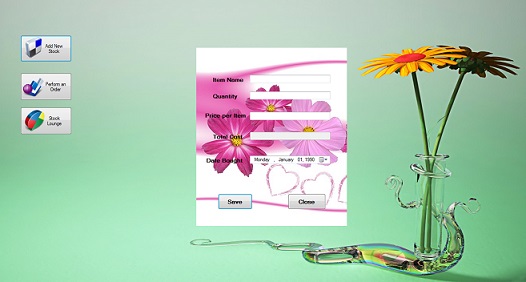 Add New
Stock
Perform an
Order
Stock
Lounge
Item Name
Quantity
Price per Item
Total Cost
Date Bought
Monday , January 01, 1990
Save
Close